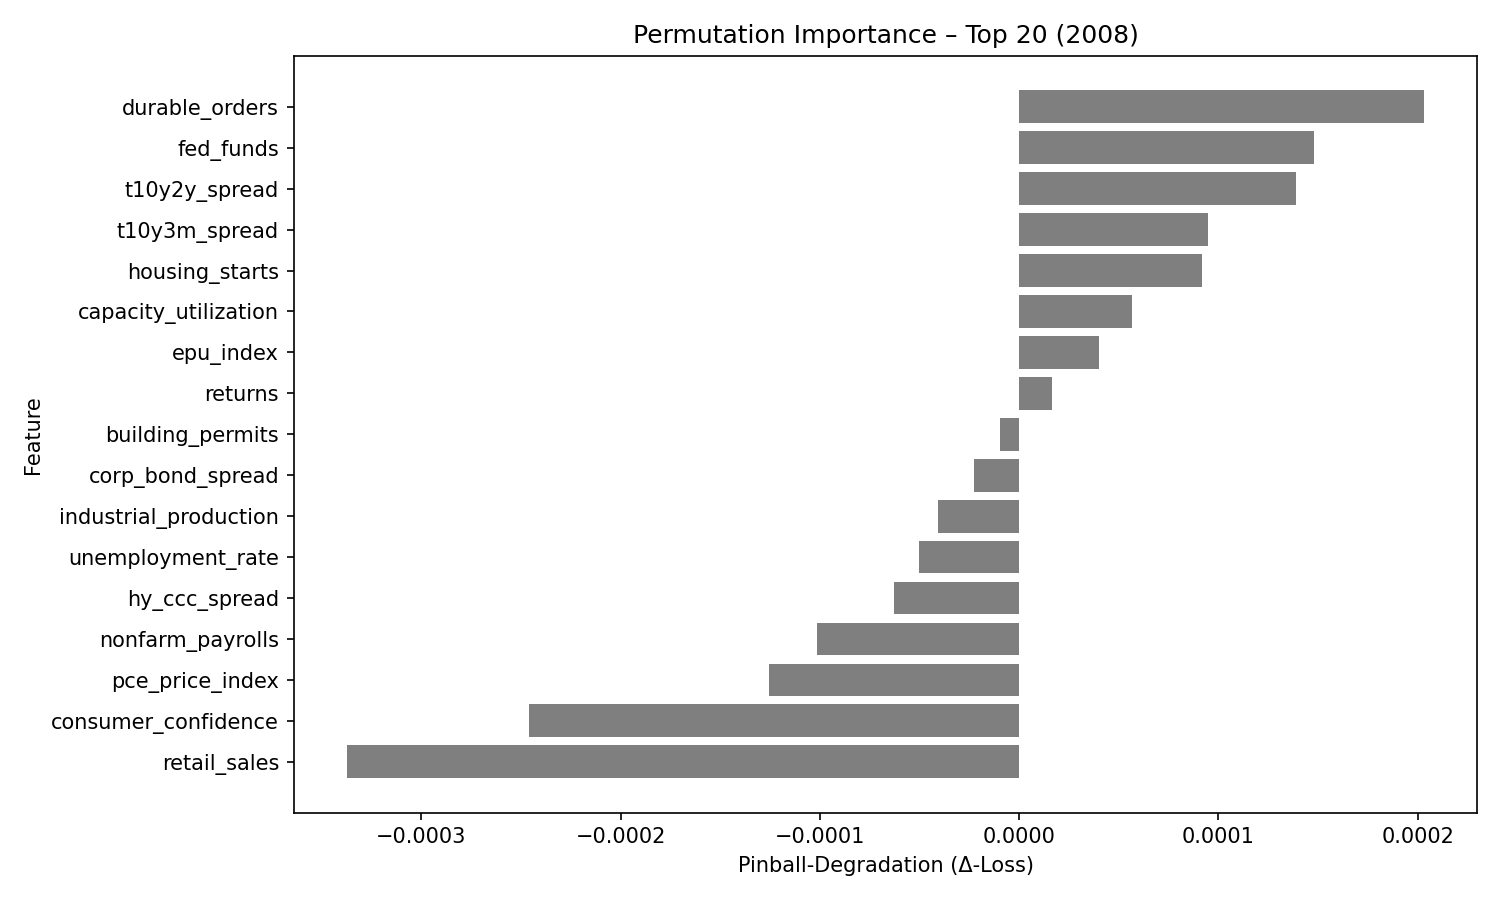 Permutation Importance – Top 20 (2008)
durable_orders
fed_funds
t10y2y_spread
t10y3m_spread
housing_starts
capacity_utilization
epu_index
returns
building_permits
corp_bond_spread
industrial_production
unemployment_rate
hy_ccc_spread
nonfarm_payrolls
pce_price_index
consumer_confidence
retail_sales
Feature
−0.0003 −0.0002 −0.0001 0.0000 0.0001 0.0002
Pinball-Degradation (Δ-Loss)